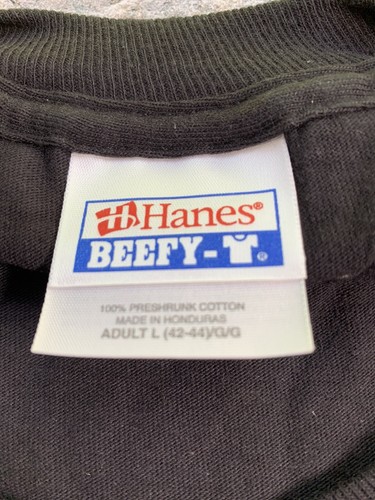 Hanes®
BEEFY-T®
100% PRESHRUNK COTTON
MADE IN HONDURAS
ADULT L (42-44)/G/G